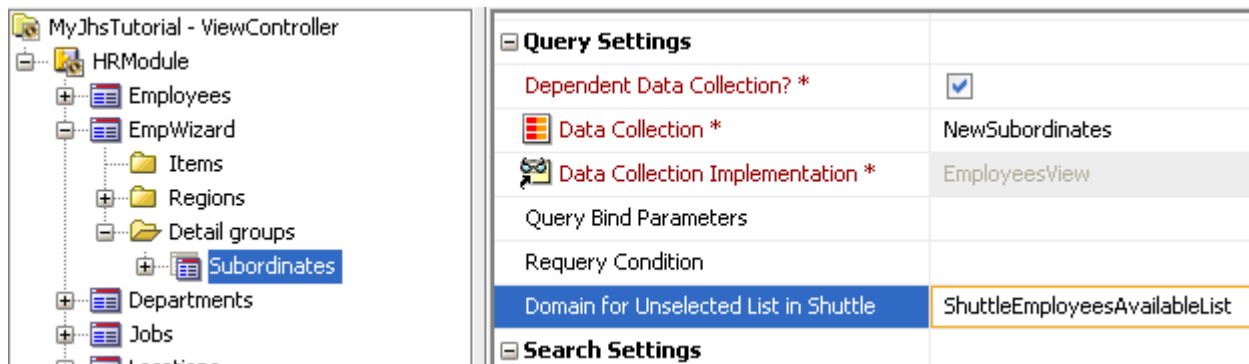 MyJhsTutorial - ViewController
HRModule
Employees
EmpWizard
Items
Regions
Detail groups
Subordinates
Departments
Jobs
Locations
Query Settings
Dependent Data Collection? *
Data Collection * NewSubordinates
Data Collection Implementation * EmployeesView
Query Bind Parameters
Requery Condition
Domain for Unselected List in Shuttle ShuttleEmployeesAvailableList
Search Settings